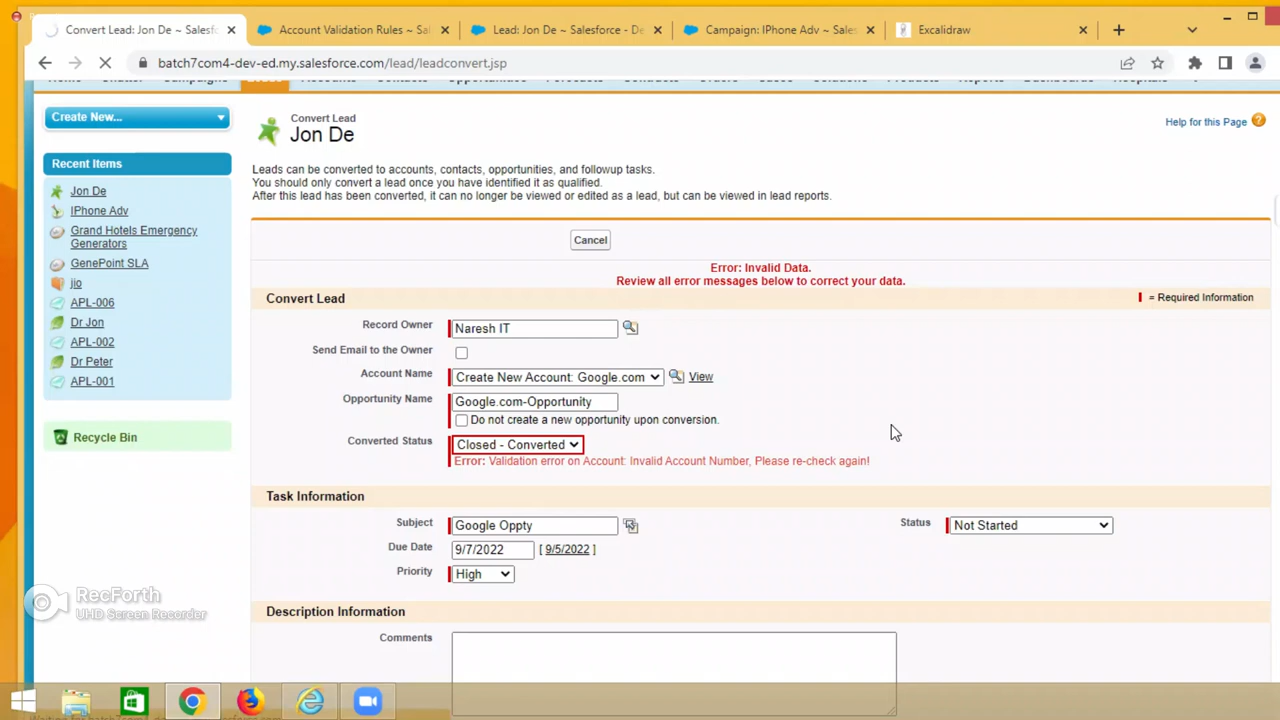 Convert Lead: Jon De ~ Salesf
Account Validation Rules ~ Sal
Lead: Jon De ~ Salesforce - De
Campaign: IPhone Adv ~ Sales
Excalidraw
batch7com4-dev-ed.my.salesforce.com/lead/leadconvert.jsp
Create New...
Convert Lead
Jon De
Help for this Page
Recent Items
Jon De
IPhone Adv
Grand Hotels Emergency
Generators
GenePoint SLA
jio
APL-006
Dr Jon
APL-002
Dr Peter
APL-001
Recycle Bin
Leads can be converted to accounts, contacts, opportunities, and followup tasks.
You should only convert a lead once you have identified it as qualified.
After this lead has been converted, it can no longer be viewed or edited as a lead, but can be viewed in lead reports.
Cancel
Error: Invalid Data.
Review all error messages below to correct your data.
Convert Lead
= Required Information
Record Owner
Naresh IT
Send Email to the Owner
Account Name
Create New Account: Google.com
View
Opportunity Name
Google.com-Opportunity
Do not create a new opportunity upon conversion.
Converted Status
Closed - Converted
Error: Validation error on Account: Invalid Account Number, Please re-check again!
Task Information
Subject
Google Oppty
Status
Not Started
Due Date
9/7/2022
[ 9/5/2022 ]
Priority
High
Description Information
Comments
RecForth
UHD Screen Recorder